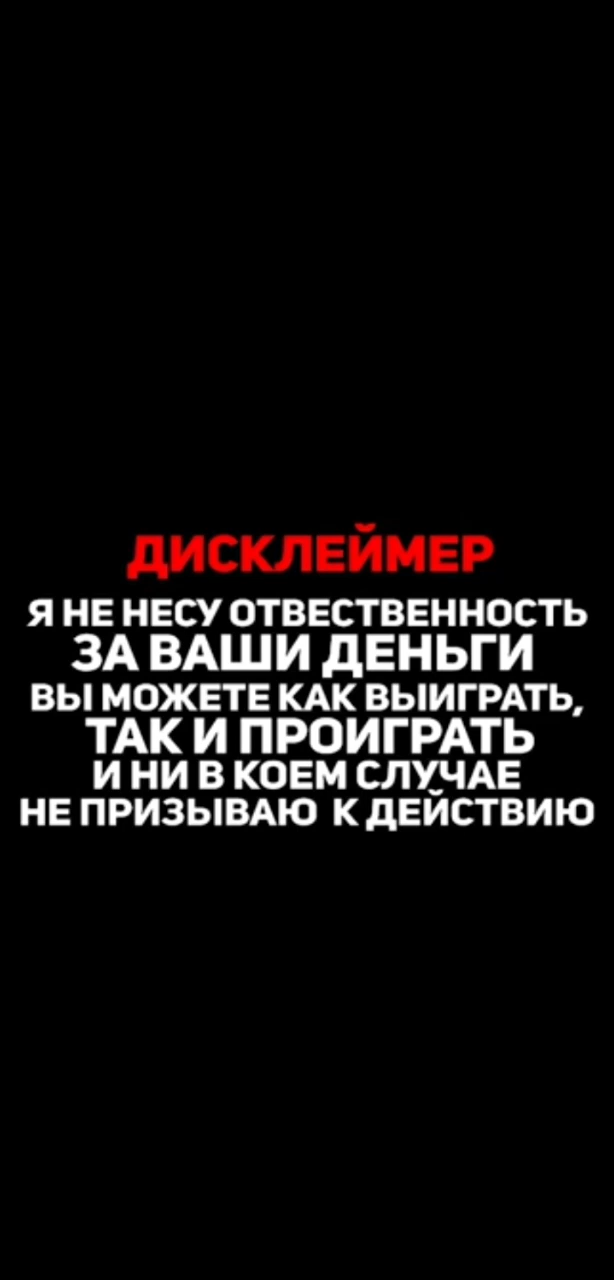 ДИСКЛЕЙМЕР
Я НЕ НЕСУ ОТВЕСТВЕННОСТЬ
ЗА ВАШИ ДЕНЬГИ
ВЫ МОЖЕТЕ КАК ВЫИГРАТЬ,
ТАК И ПРОИГРАТЬ
И НИ В КОЕМ СЛУЧАЕ
НЕ ПРИЗЫВАЮ К ДЕЙСТВИЮ